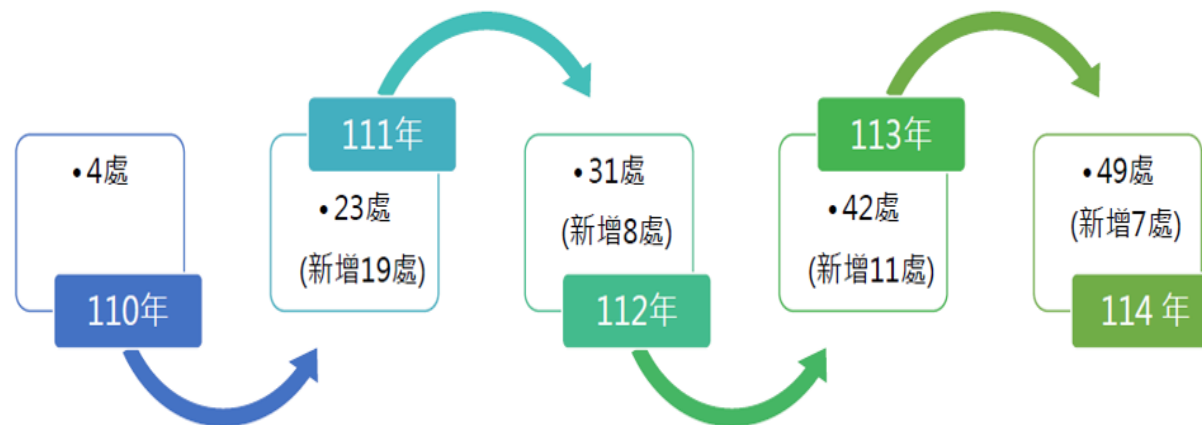 •4處
110年
111年
•23處
(新增19處)
•31處
(新增8處)
112年
113年
•42處
(新增11處)
•49處
(新增7處)
114 年